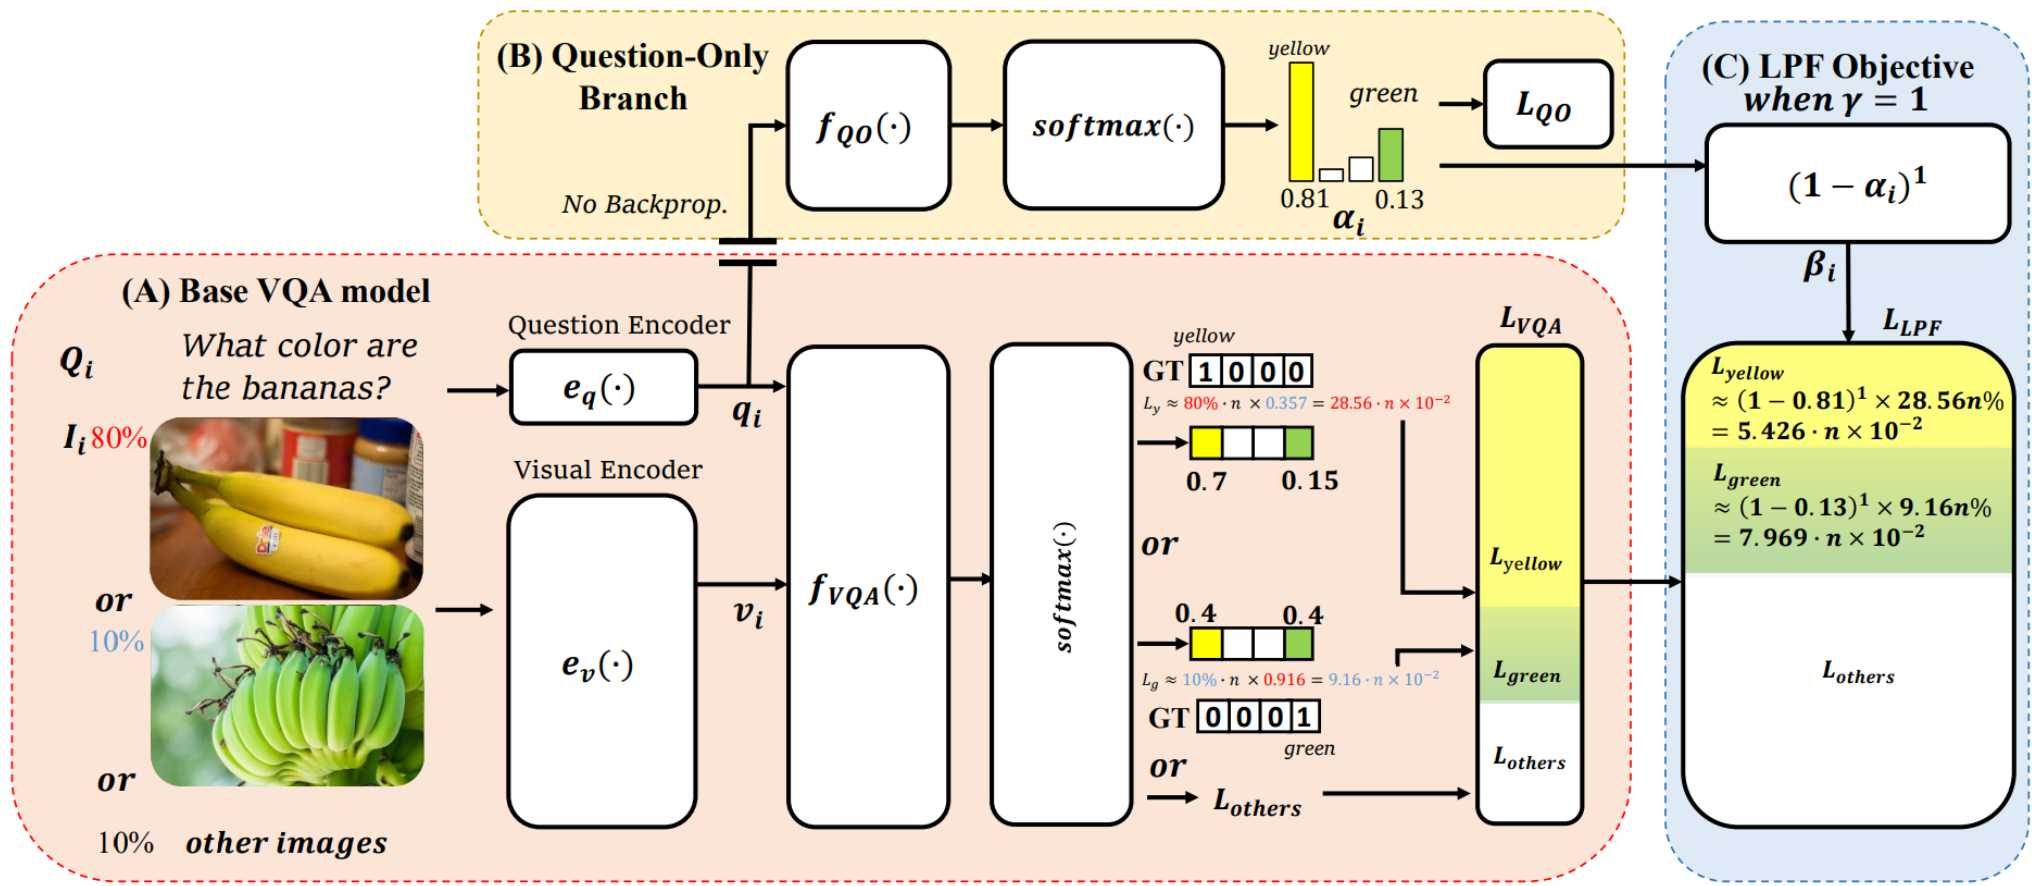 (B) Question-Only
Branch
f_QO(·)
softmax(·)
yellow
green
0.81
0.13
α_i
L_QO
No Backprop.
(C) LPF Objective
when γ = 1
(1 − α_i)^1
β_i
L_LPF
L_yellow
≈ (1 − 0.81)^1 × 28.56n%
= 5.426 · n × 10^−2
L_green
≈ (1 − 0.13)^1 × 9.16n%
= 7.969 · n × 10^−2
L_others
(A) Base VQA model
Q_i
What color are
the bananas?
I_i 80%
or
10%
or
10% other images
Question Encoder
e_q(·)
q_i
Visual Encoder
e_v(·)
v_i
f_VQA(·)
softmax(·)
yellow
GT 1 0 0 0
L_y ≈ 80% · n × 0.357 = 28.56 · n × 10^−2
0.7 0.15
or
0.4 0.4
L_g ≈ 10% · n × 0.916 = 9.16 · n × 10^−2
GT 0 0 0 1
green
or
L_others
L_VQA
L_yellow
L_green
L_others